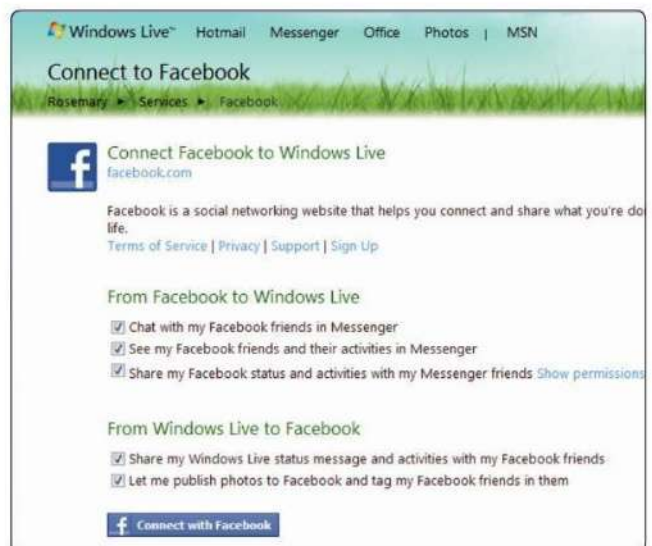 Windows Live™ Hotmail Messenger Office Photos | MSN
Connect to Facebook
Rosemary ► Services ► Facebook
f Connect Facebook to Windows Live
facebook.com
Facebook is a social networking website that helps you connect and share what you're doi
life.
Terms of Service | Privacy | Support | Sign Up
From Facebook to Windows Live
Chat with my Facebook friends in Messenger
See my Facebook friends and their activities in Messenger
Share my Facebook status and activities with my Messenger friends Show permissions
From Windows Live to Facebook
Share my Windows Live status message and activities with my Facebook friends
Let me publish photos to Facebook and tag my Facebook friends in them
f Connect with Facebook